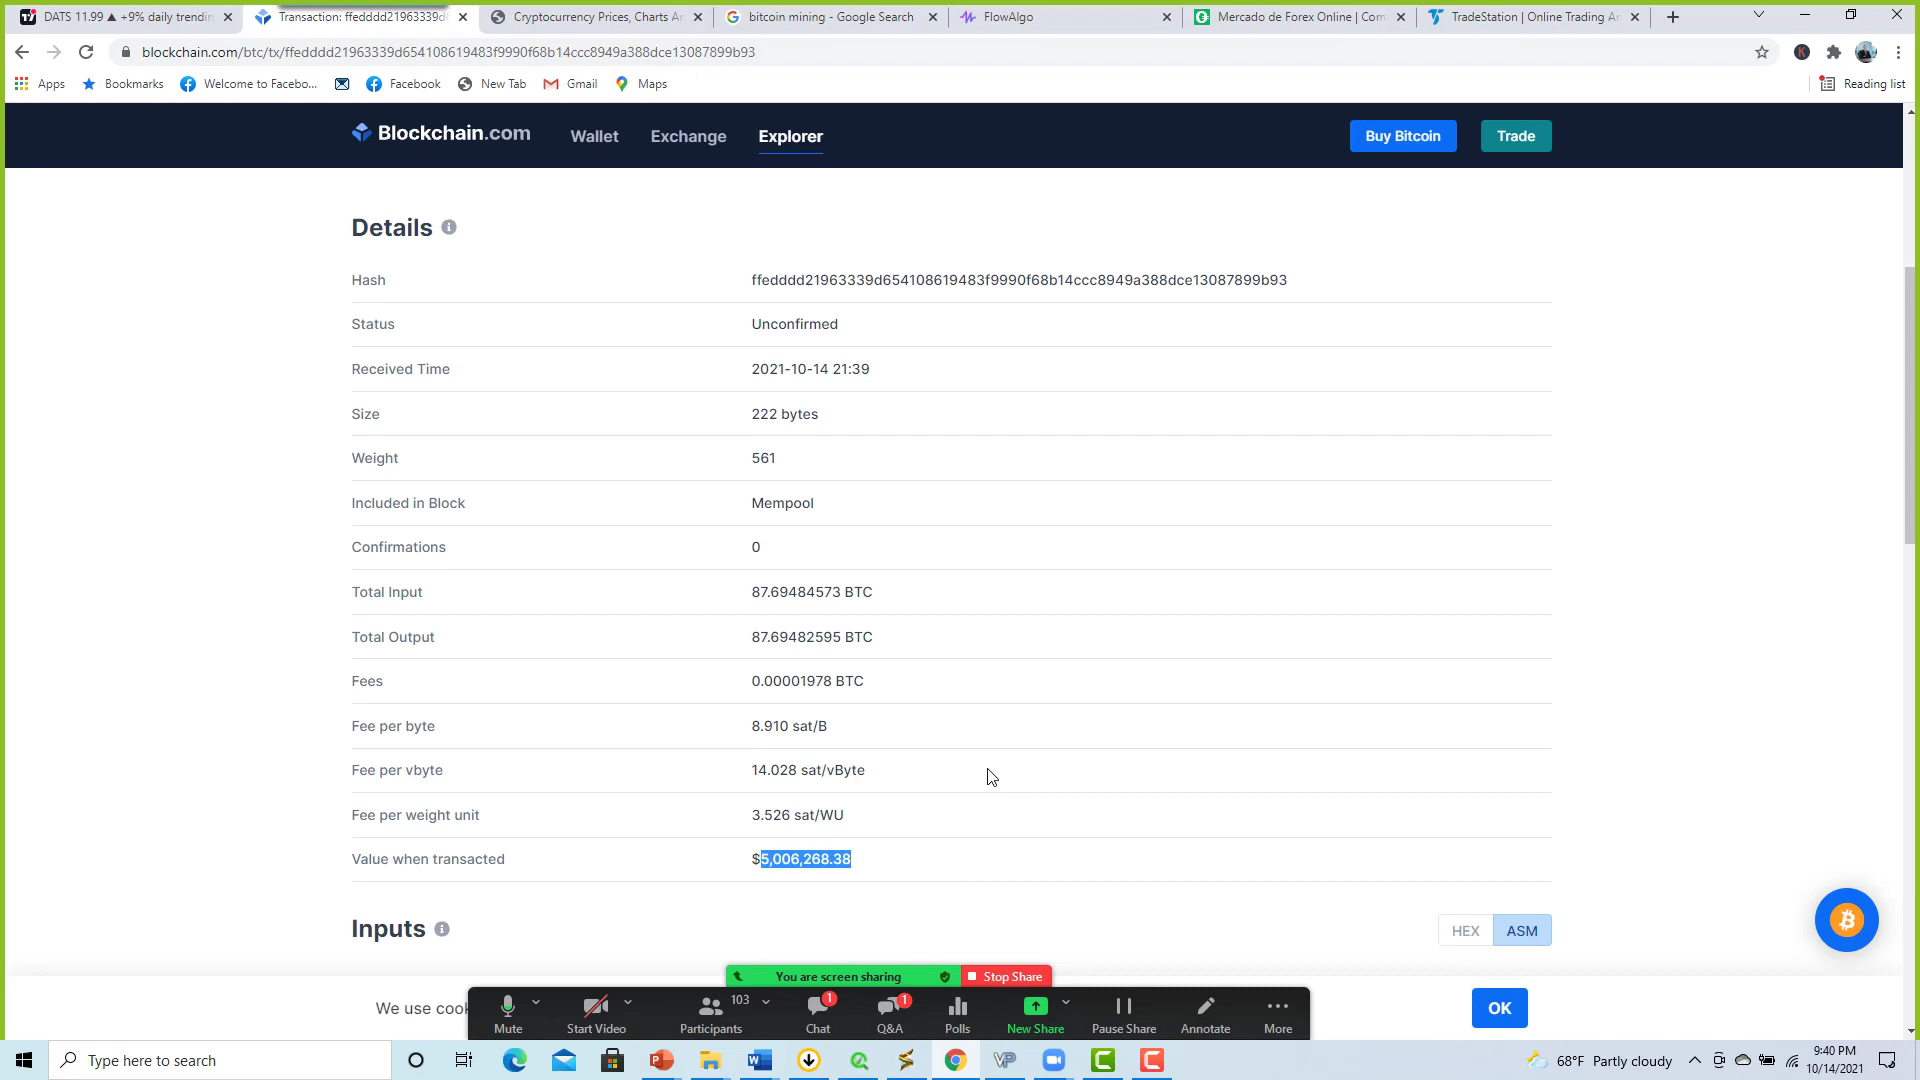 DATS 11.99 ▲ +9% daily trendin
Transaction: ffedddd21963339d6
Cryptocurrency Prices, Charts A
bitcoin mining - Google Search
FlowAlgo
Mercado de Forex Online | Com
TradeStation | Online Trading An
blockchain.com/btc/tx/ffedddd21963339d654108619483f9990f68b14ccc8949a388dce13087899b93
K
Apps
Bookmarks
Welcome to Facebo...
Facebook
New Tab
Gmail
Maps
Reading list
Blockchain.com
Wallet
Exchange
Explorer
Buy Bitcoin
Trade
Details
Hash ffedddd21963339d654108619483f9990f68b14ccc8949a388dce13087899b93
Status Unconfirmed
Received Time 2021-10-14 21:39
Size 222 bytes
Weight 561
Included in Block Mempool
Confirmations 0
Total Input 87.69484573 BTC
Total Output 87.69482595 BTC
Fees 0.00001978 BTC
Fee per byte 8.910 sat/B
Fee per vbyte 14.028 sat/vByte
Fee per weight unit 3.526 sat/WU
Value when transacted $5,006,268.38
Inputs
HEX
ASM
You are screen sharing
Stop Share
We use cook
OK
Mute
Start Video
103
Participants
1
Chat
1
Q&A
Polls
New Share
Pause Share
Annotate
More
Type here to search
68°F Partly cloudy
9:40 PM
10/14/2021